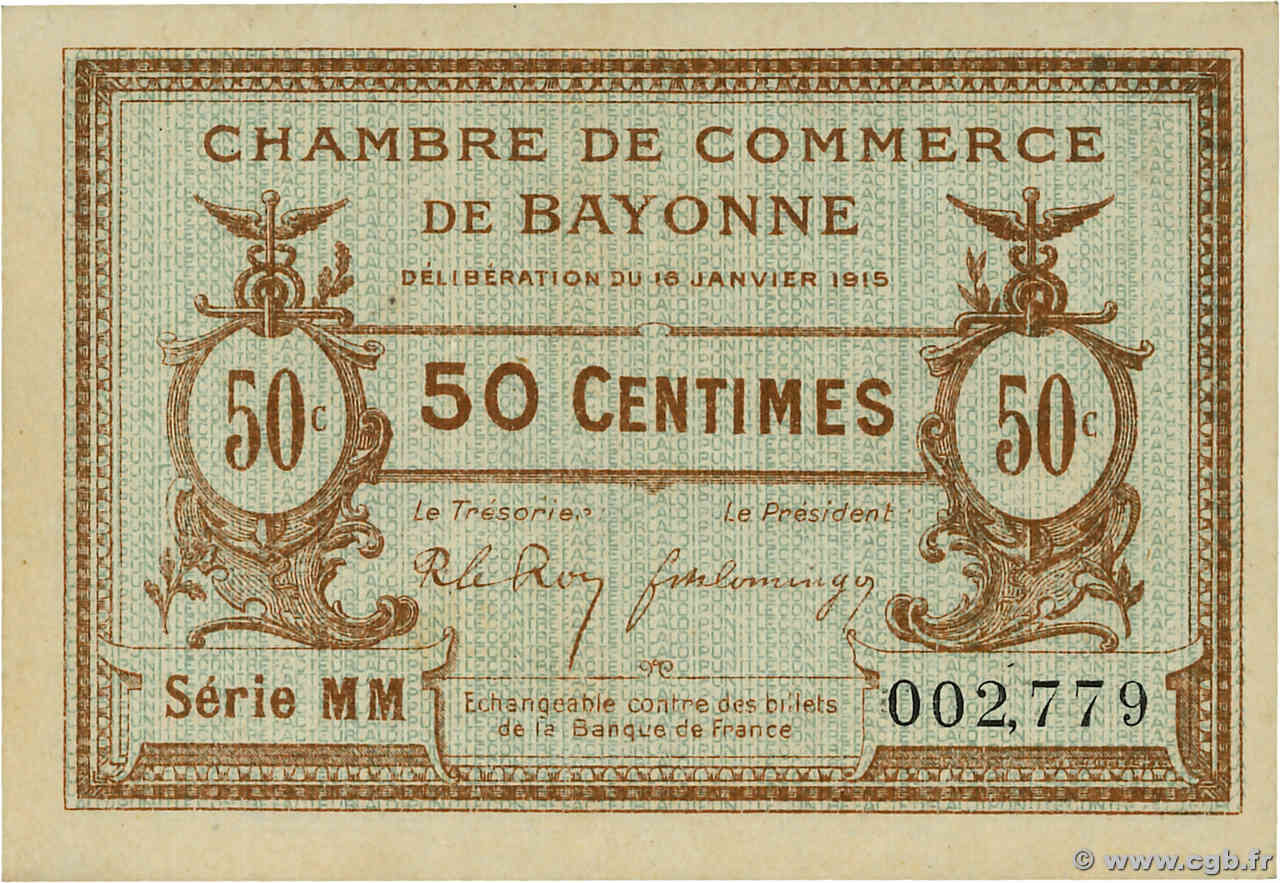 CHAMBRE DE COMMERCE
DE BAYONNE
DÉLIBÉRATION DU 16 JANVIER 1915
50c 50 CENTIMES 50c
Le Trésorier: Le Président:
Série MM
Echangeable contre des billets
de la Banque de France
002,779
© www.cgb.fr